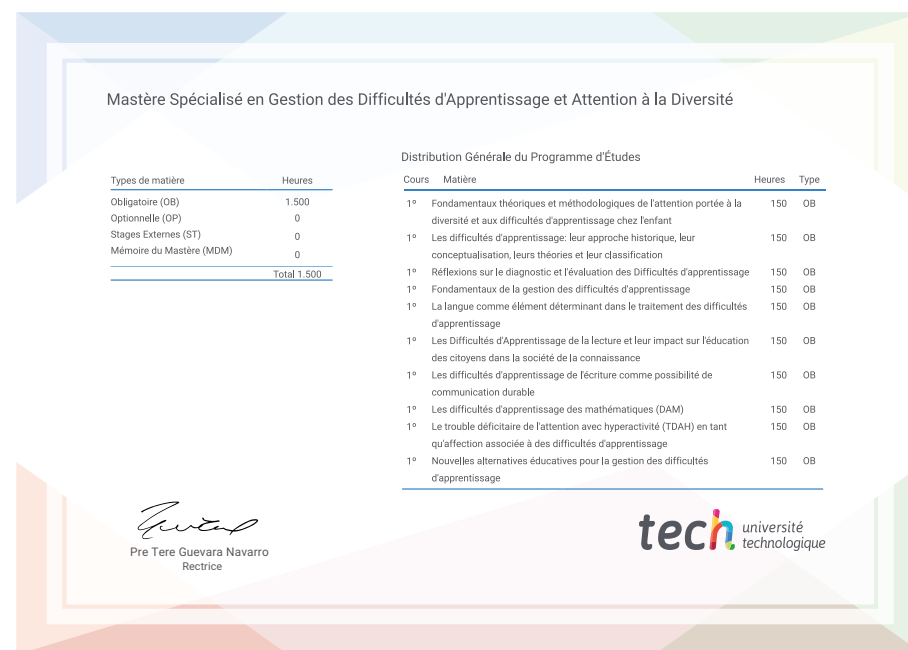 Mastère Spécialisé en Gestion des Difficultés d'Apprentissage et Attention à la Diversité
Types de matière Heures
Obligatoire (OB) 1.500
Optionnelle (OP) 0
Stages Externes (ST) 0
Mémoire du Mastère (MDM) 0
Total 1.500
Distribution Générale du Programme d'Études
Cours Matière Heures Type
1º Fondamentaux théoriques et méthodologiques de l'attention portée à la 150 OB
diversité et aux difficultés d'apprentissage chez l'enfant
1º Les difficultés d'apprentissage: leur approche historique, leur 150 OB
conceptualisation, leurs théories et leur classification
1º Réflexions sur le diagnostic et l'évaluation des Difficultés d'apprentissage 150 OB
1º Fondamentaux de la gestion des difficultés d'apprentissage 150 OB
1º La langue comme élément déterminant dans le traitement des difficultés 150 OB
d'apprentissage
1º Les Difficultés d'Apprentissage de la lecture et leur impact sur l'éducation 150 OB
des citoyens dans la société de la connaissance
1º Les difficultés d'apprentissage de l'écriture comme possibilité de 150 OB
communication durable
1º Les difficultés d'apprentissage des mathématiques (DAM) 150 OB
1º Le trouble déficitaire de l'attention avec hyperactivité (TDAH) en tant 150 OB
qu'affection associée à des difficultés d'apprentissage
1º Nouvelles alternatives éducatives pour la gestion des difficultés 150 OB
d'apprentissage
Pre Tere Guevara Navarro
Rectrice
tech université
technologique